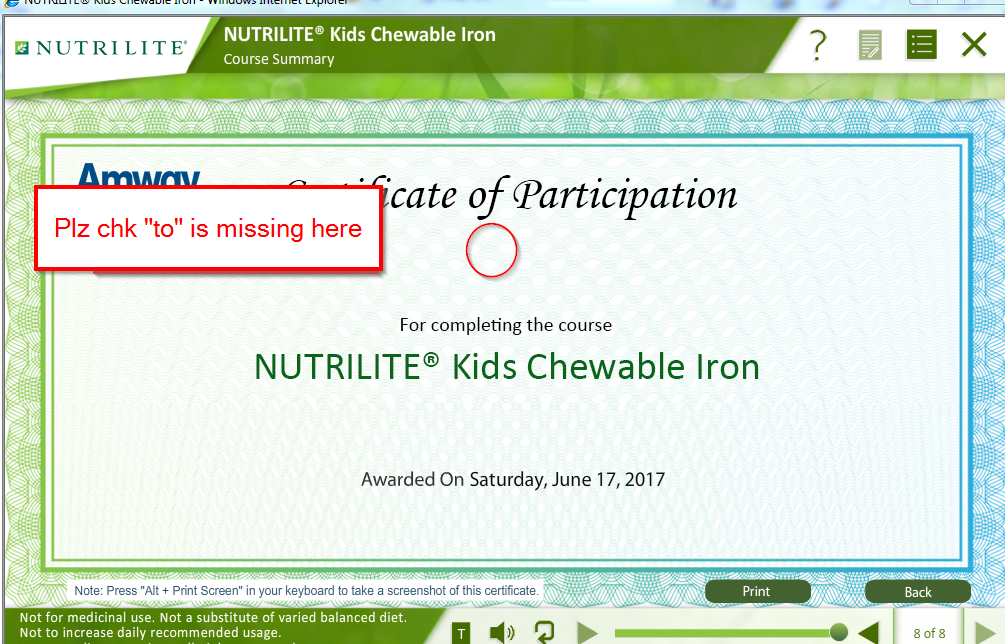 NUTRILITE® Kids Chewable Iron - Windows Internet Explorer
NUTRILITE®
NUTRILITE® Kids Chewable Iron
Course Summary
?
Amway
Certificate of Participation
Plz chk "to" is missing here
For completing the course
NUTRILITE® Kids Chewable Iron
Awarded On Saturday, June 17, 2017
Note: Press "Alt + Print Screen" in your keyboard to take a screenshot of this certificate.
Print
Back
Not for medicinal use. Not a substitute of varied balanced diet.
Not to increase daily recommended usage.
T
8 of 8